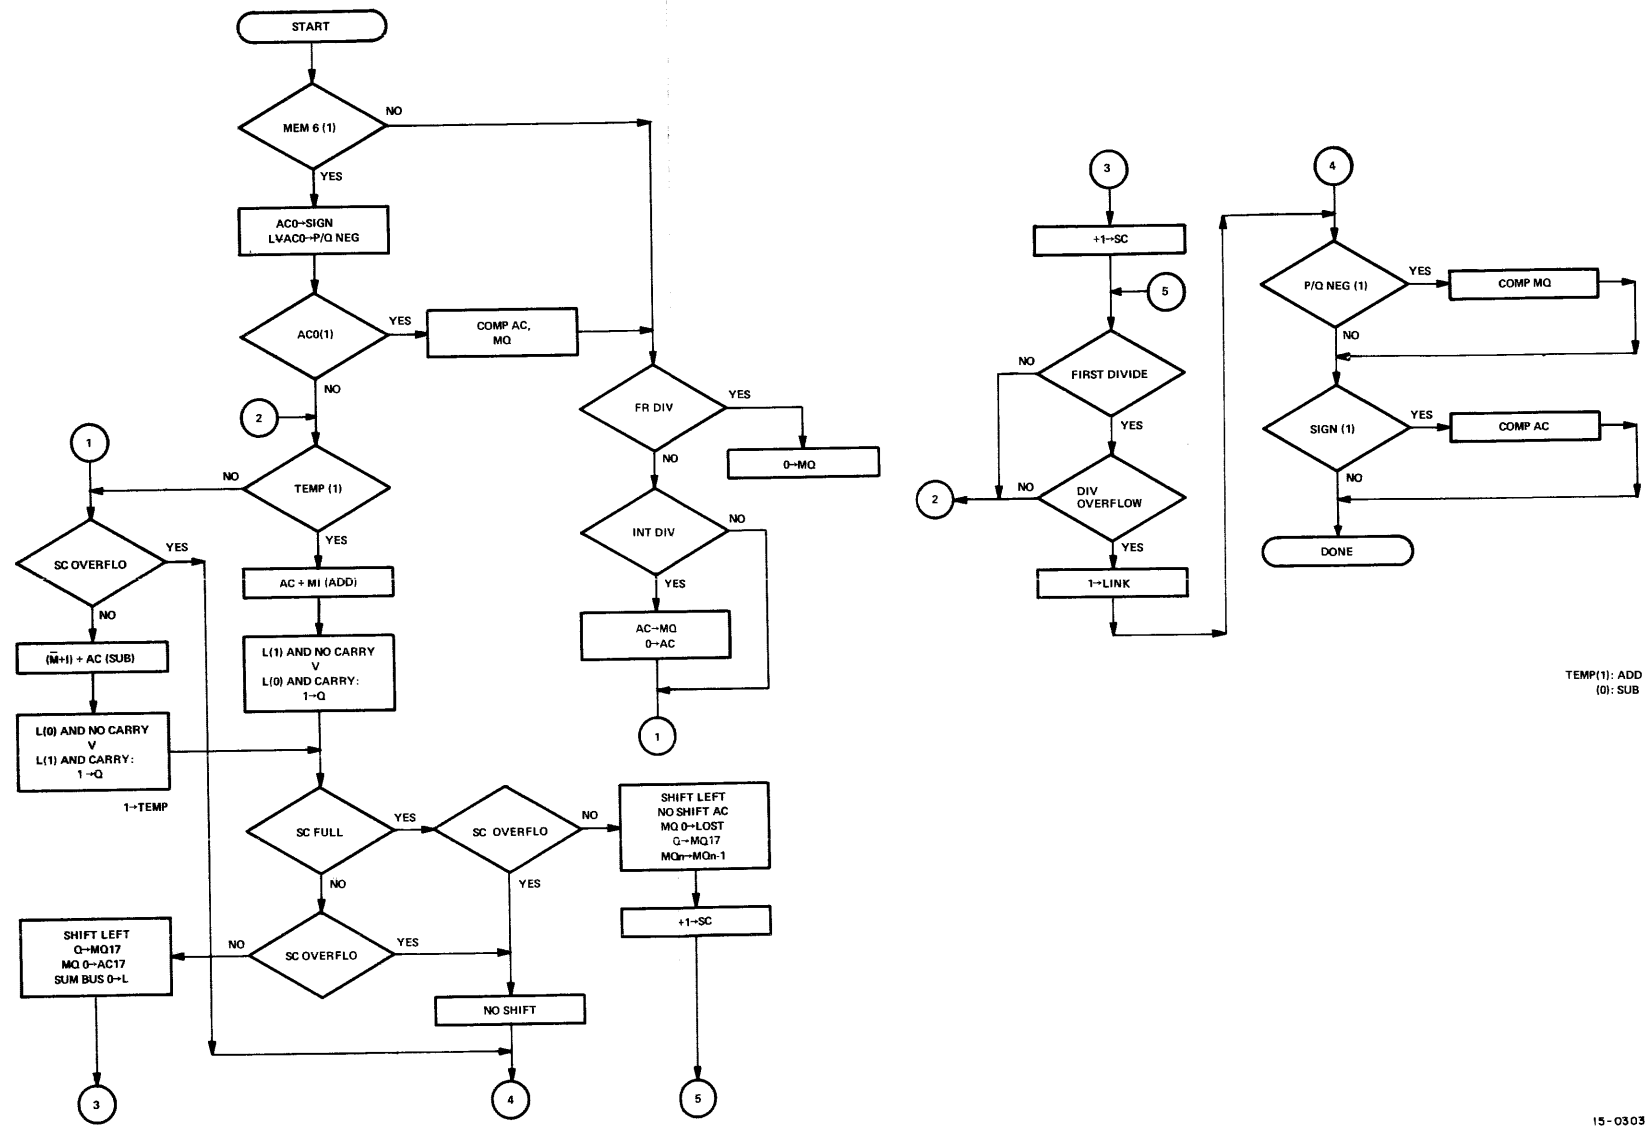 START
MEM 6 (1)
NO
YES
AC0→SIGN
L∀AC0→P/Q NEG
AC0(1)
YES
COMP AC,
MQ
NO
2
1
TEMP (1)
NO
YES
FR DIV
YES
0→MQ
NO
INT DIV
NO
YES
AC→MQ
0→AC
1
SC OVERFLO
YES
NO
(M̅+I) + AC (SUB)
L(0) AND NO CARRY
V
L(1) AND CARRY:
1→Q
1→TEMP
AC + MI (ADD)
L(1) AND NO CARRY
V
L(0) AND CARRY:
1→Q
SC FULL
YES
NO
SC OVERFLO
NO
YES
SHIFT LEFT
NO SHIFT AC
MQ 0→LOST
Q→MQ17
MQn→MQn-1
+1→SC
5
SC OVERFLO
NO
YES
SHIFT LEFT
Q→MQ17
MQ 0→AC17
SUM BUS 0→L
3
NO SHIFT
4
3
+1→SC
5
FIRST DIVIDE
NO
YES
DIV
OVERFLOW
NO
2
YES
1→LINK
4
P/Q NEG (1)
YES
COMP MQ
NO
SIGN (1)
YES
COMP AC
NO
DONE
TEMP(1): ADD
(0): SUB
15-0303